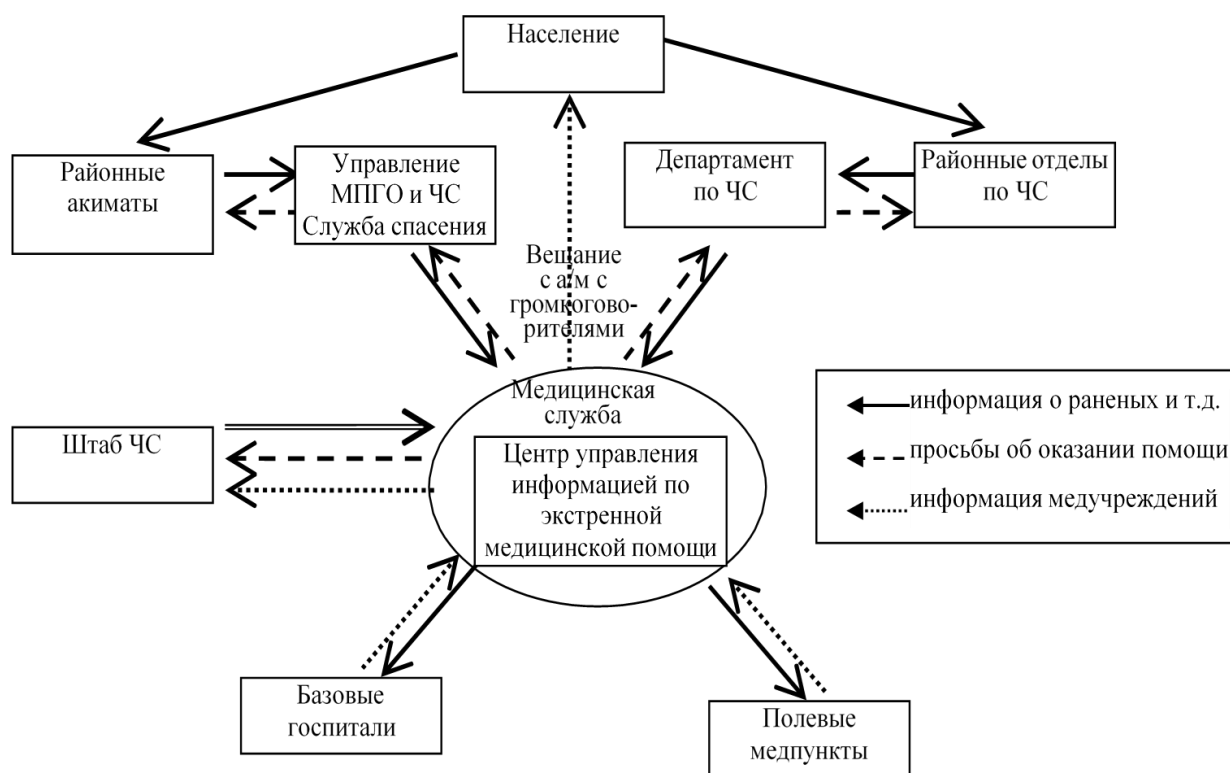 Население
Районные
акиматы
Управление
МПГО и ЧС
Служба спасения
Департамент
по ЧС
Районные отделы
по ЧС
Вещание
с а/м с
громкогово-
рителями
Медицинская
служба
Штаб ЧС
Центр управления
информацией по
экстренной
медицинской помощи
информация о раненых и т.д.
просьбы об оказании помощи
информация медучреждений
Базовые
госпитали
Полевые
медпункты